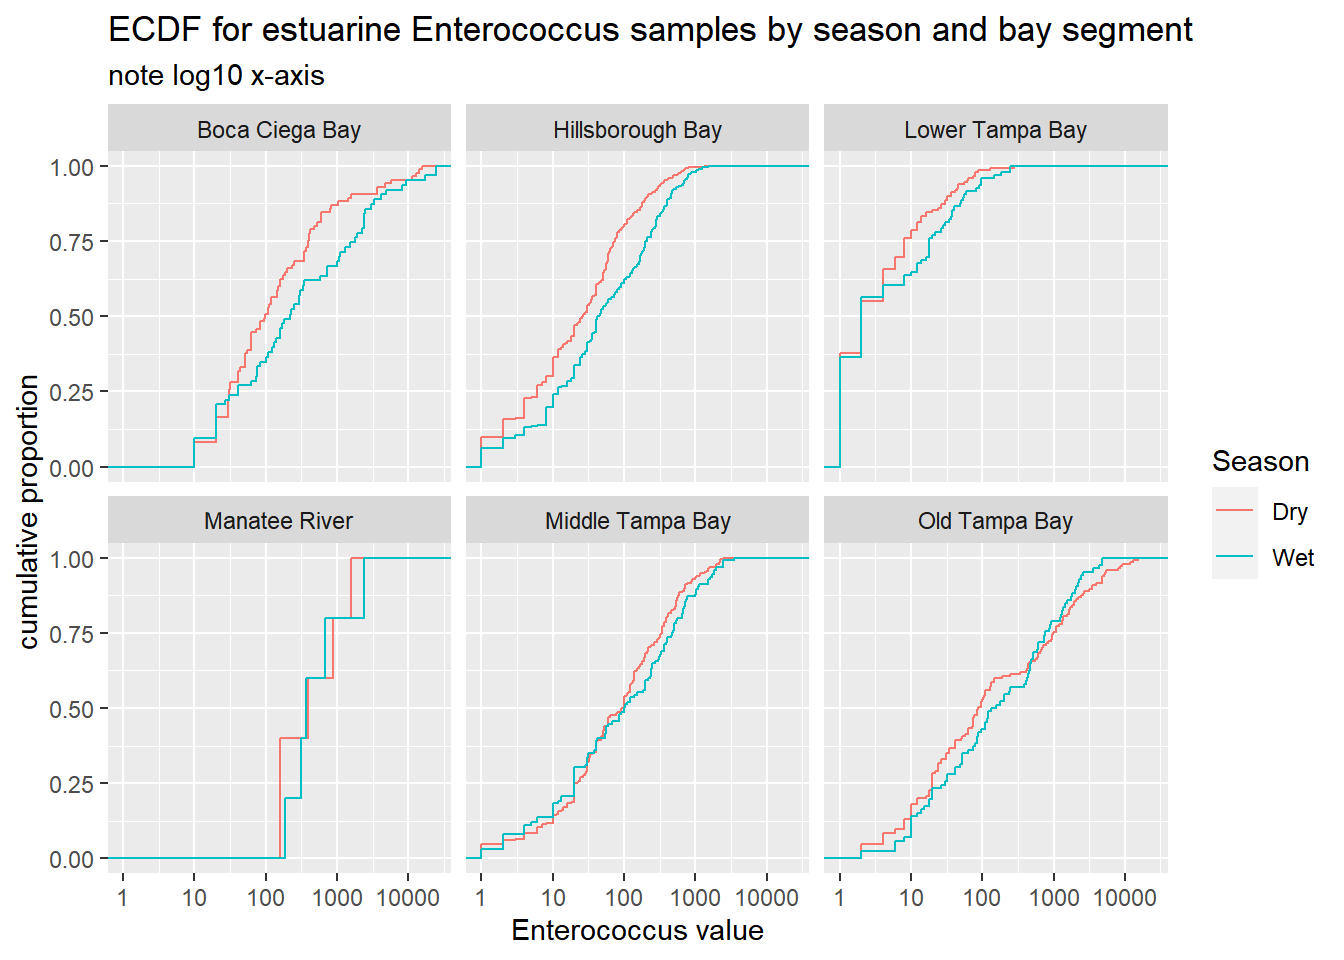 ECDF for estuarine Enterococcus samples by season and bay segment
note log10 x-axis
Boca Ciega Bay
Hillsborough Bay
Lower Tampa Bay
1.00
0.75
0.50
0.25
0.00
Manatee River
Middle Tampa Bay
Old Tampa Bay
1.00
0.75
0.50
0.25
0.00
cumulative proportion
1 10 100 1000 10000
1 10 100 1000 10000
1 10 100 1000 10000
Enterococcus value
Season
Dry
Wet